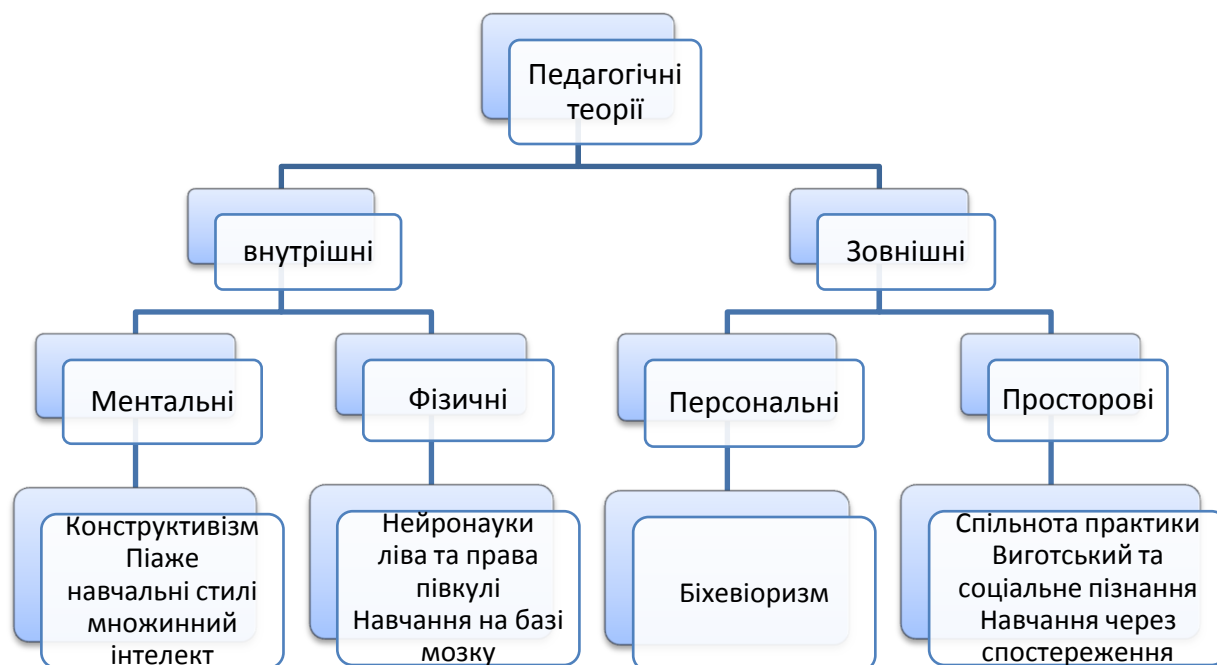 Педагогічні
теорії
внутрішні
Зовнішні
Ментальні
Фізичні
Персональні
Просторові
Конструктивізм
Піаже
навчальні стилі
множинний
інтелект
Нейронауки
ліва та права
півкулі
Навчання на базі
мозку
Біхевіоризм
Спільнота практики
Виготський та
соціальне пізнання
Навчання через
спостереження